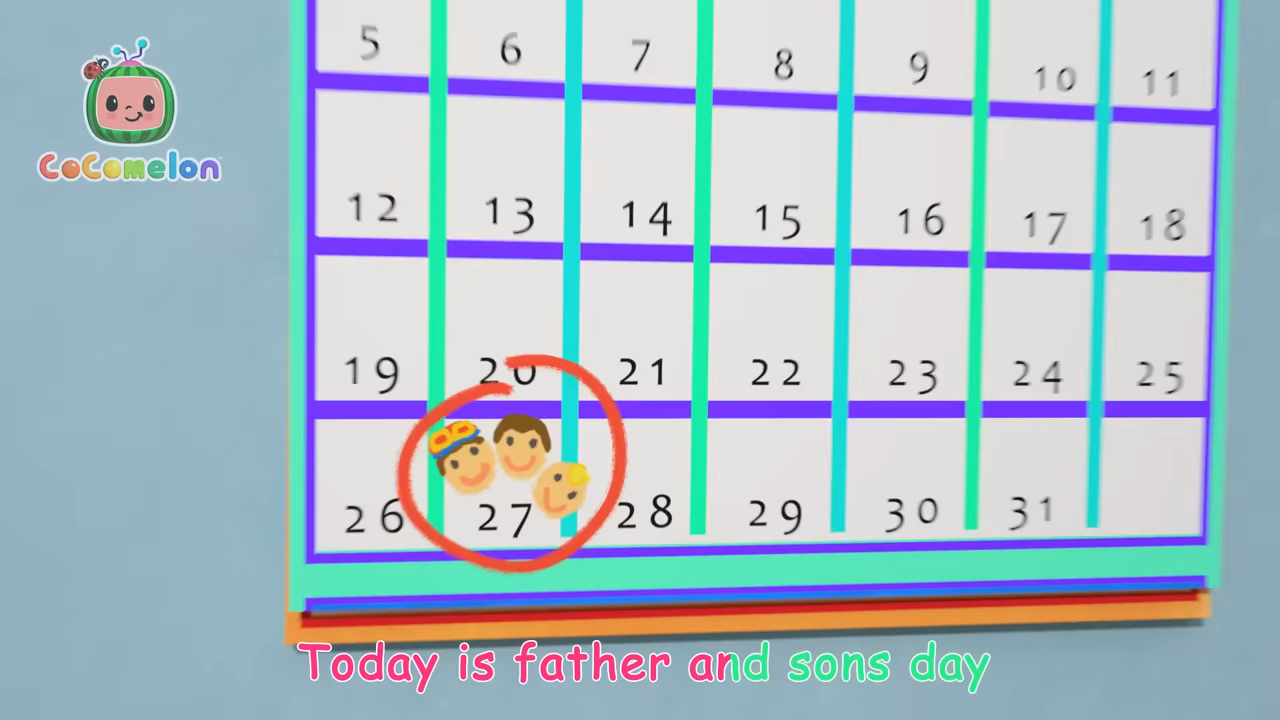 CoComelon
5 6 7 8 9 10 11
12 13 14 15 16 17 18
19 20 21 22 23 24 25
26 27 28 29 30 31
Today is father and sons day